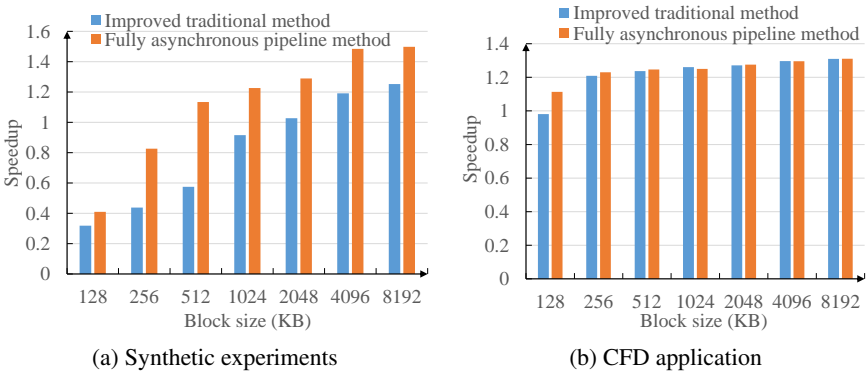 Improved traditional method
Fully asynchronous pipeline method
1.6
1.4
1.2
1
0.8
0.6
0.4
0.2
0
Speedup
128 256 512 1024 2048 4096 8192
Block size (KB)
(a) Synthetic experiments
Improved traditional method
Fully asynchronous pipeline method
1.4
1.2
1
0.8
0.6
0.4
0.2
0
Speedup
128 256 512 1024 2048 4096 8192
Block size (KB)
(b) CFD application